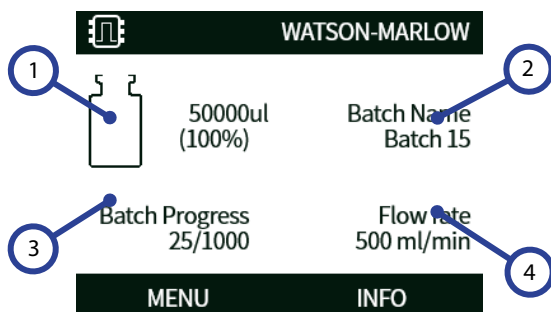 WATSON-MARLOW
1
2
50000ul
(100%)
Batch Name
Batch 15
Batch Progress
25/1000
Flow rate
500 ml/min
3
4
MENU
INFO